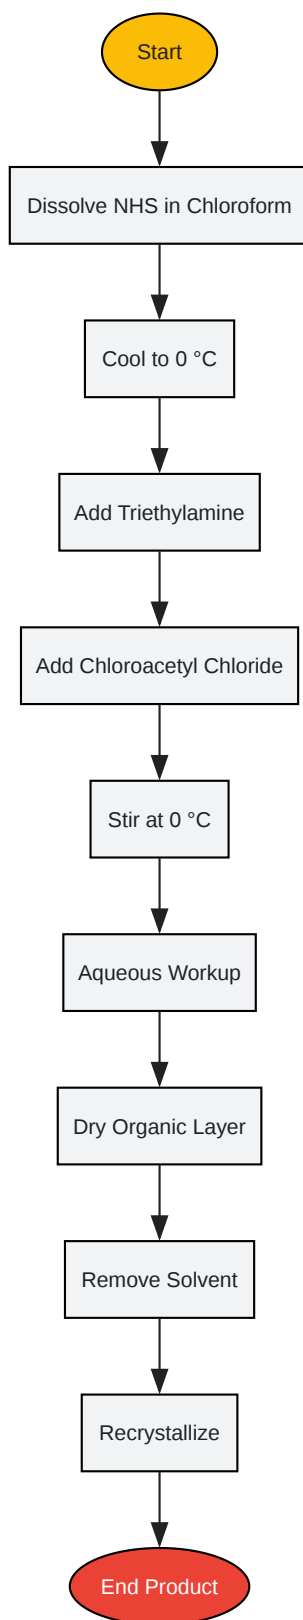 Start
Dissolve NHS in Chloroform
Cool to 0 °C
Add Triethylamine
Add Chloroacetyl Chloride
Stir at 0 °C
Aqueous Workup
Dry Organic Layer
Remove Solvent
Recrystallize
End Product